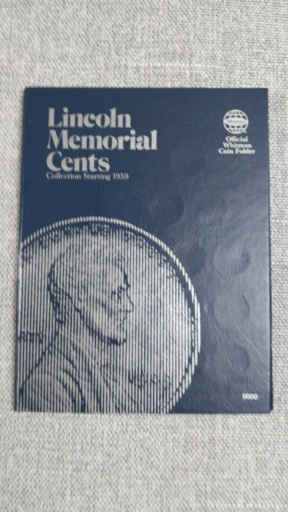 Lincoln
Memorial
Cents
Collection Starting 1959
Official
Whitman
Coin Folder